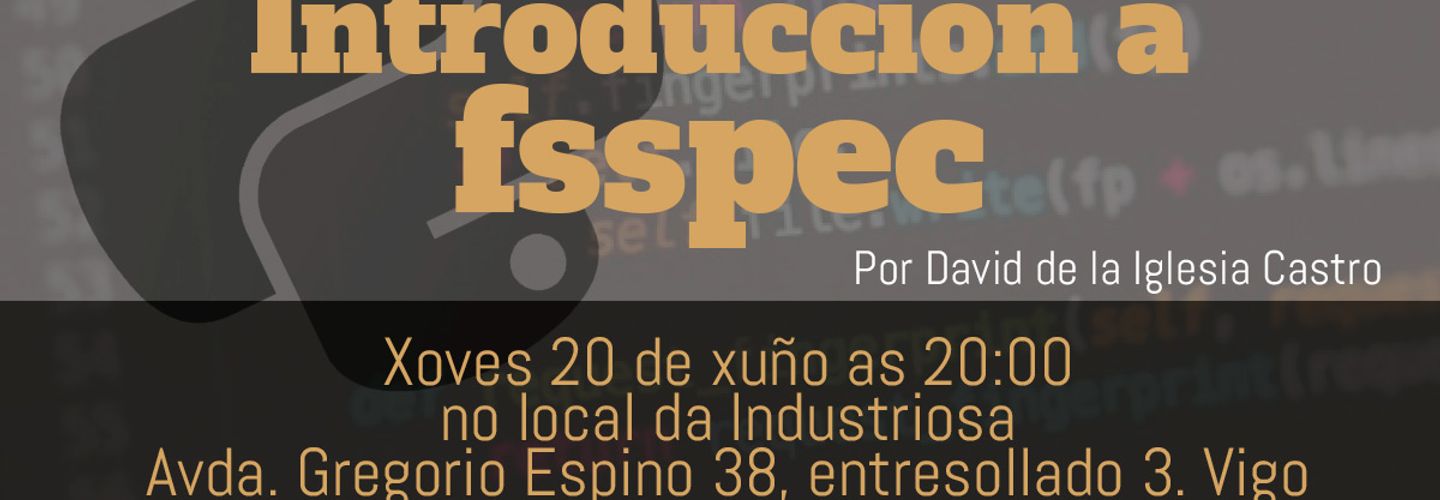 Introduccion a
fsspec
Por David de la Iglesia Castro
Xoves 20 de xuño as 20:00
no local da Industriosa
Avda. Gregorio Espino 38, entresollado 3. Vigo